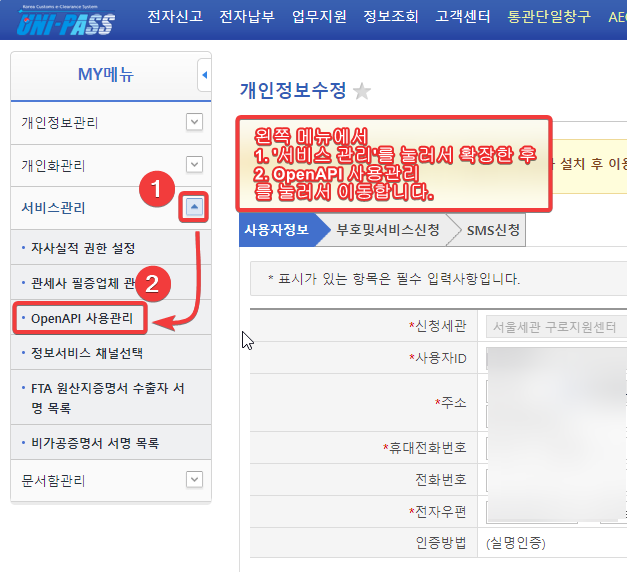 Korea Customs e-Clearance System
UNI-PASS
전자신고 전자납부 업무지원 정보조회 고객센터 통관단일창구 AE
MY메뉴
개인정보관리
개인화관리
서비스관리
1
자사실적 권한 설정
관세사 필증업체 관
2
OpenAPI 사용관리
정보서비스 채널선택
FTA 원산지증명서 수출자 서
명 목록
비가공증명서 서명 목록
문서함관리
개인정보수정
왼쪽 메뉴에서
1. '서비스 관리'를 눌러서 확장한 후
2. OpenAPI 사용관리
를 눌러서 이동합니다.
설치 후 이용
사용자정보 부호및서비스신청 SMS신청
* 표시가 있는 항목은 필수 입력사항입니다.
*신청세관 서울세관 구로지원센터
*사용자ID
*주소
*휴대전화번호
전화번호
*전자우편
인증방법 (실명인증)